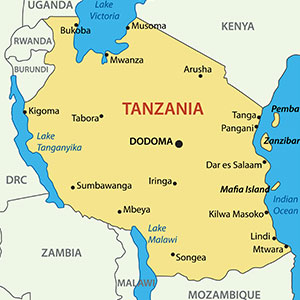 UGANDA
Lake
Victoria
KENYA
RWANDA
Bukoba
Musoma
BURUNDI
Mwanza
Arusha
Kigoma
TANZANIA
Tabora
Tanga
Pemba
Pangani
Lake
Tanganyika
DODOMA
Zanzibar
Dar es Salaam
DRC
Sumbawanga
Iringa
Mafia Island
Indian
Ocean
Mbeya
Kilwa Masoko
Lake
Malawi
Lindi
Mtwara
ZAMBIA
Songea
MALAWI
MOZAMBIQUE